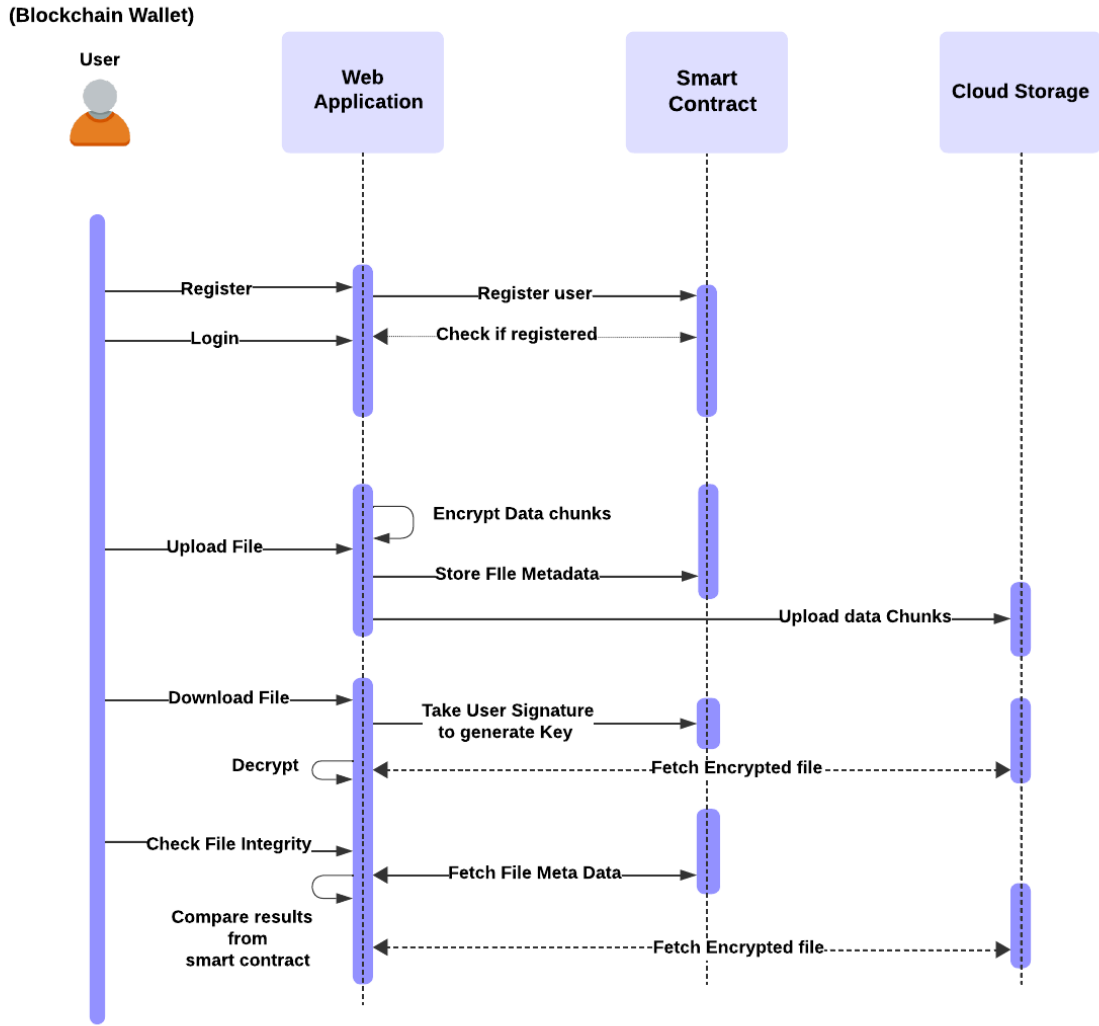 (Blockchain Wallet)
User
Web
Application
Smart
Contract
Cloud Storage
Register
Register user
Login
Check if registered
Encrypt Data chunks
Upload File
Store FIle Metadata
Upload data Chunks
Download File
Take User Signature
to generate Key
Decrypt
Fetch Encrypted file
Check File Integrity
Fetch File Meta Data
Compare results
from
smart contract
Fetch Encrypted file